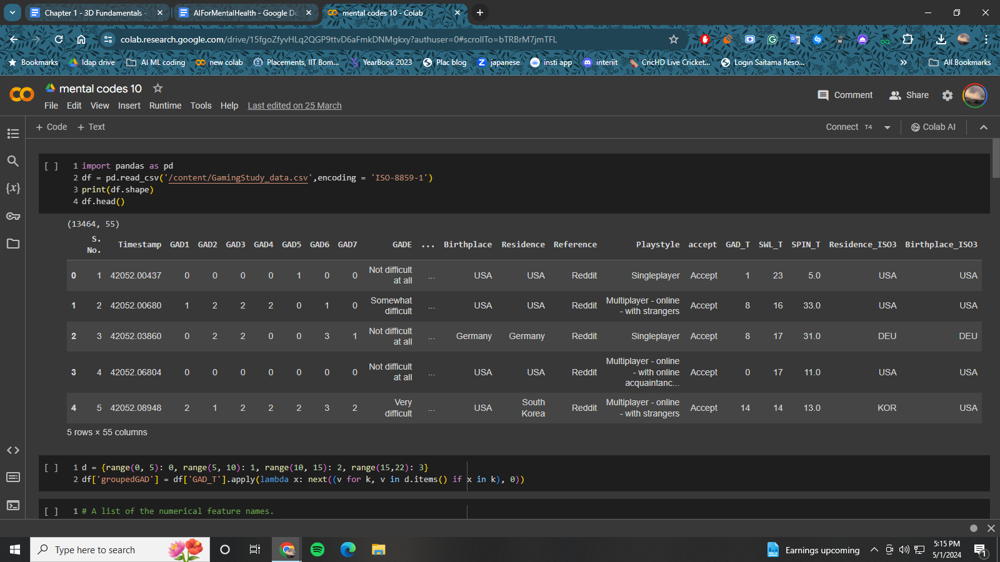 Chapter 1 - 3D Fundamentals -
AIForMentalHealth - Google Dc
mental codes 10 - Colab
colab.research.google.com/drive/15fgoZfyvHLq2QGP9ttvD6aFmkDNMgkxy?authuser=0#scrollTo=bTRBrM7jmTFL
Bookmarks
ldap drive
AI ML coding
new colab
Placements, IIT Bom...
YearBook 2023
Plac blog
japanese
insti app
interiit
CricHD Live Cricket...
Login Saitama Reso...
All Bookmarks
mental codes 10
Comment
Share
File Edit View Insert Runtime Tools Help Last edited on 25 March
+ Code + Text
Connect T4
Colab AI
[ ] 1 import pandas as pd
2 df = pd.read_csv('/content/GamingStudy_data.csv',encoding = 'ISO-8859-1')
3 print(df.shape)
4 df.head()
(13464, 55)
S. No. Timestamp GAD1 GAD2 GAD3 GAD4 GAD5 GAD6 GAD7 GADE ... Birthplace Residence Reference Playstyle accept GAD_T SWL_T SPIN_T Residence_ISO3 Birthplace_ISO3
0 1 42052.00437 0 0 0 0 1 0 0 Not difficult at all ... USA USA Reddit Singleplayer Accept 1 23 5.0 USA USA
1 2 42052.00680 1 2 2 2 0 1 0 Somewhat difficult ... USA USA Reddit Multiplayer - online - with strangers Accept 8 16 33.0 USA USA
2 3 42052.03860 0 2 2 0 0 3 1 Not difficult at all ... Germany Germany Reddit Singleplayer Accept 8 17 31.0 DEU DEU
3 4 42052.06804 0 0 0 0 0 0 0 Not difficult at all ... USA USA Reddit Multiplayer - online - with online acquaintanc... Accept 0 17 11.0 USA USA
4 5 42052.08948 2 1 2 2 2 3 2 Very difficult ... USA South Korea Reddit Multiplayer - online - with strangers Accept 14 14 13.0 KOR USA
5 rows × 55 columns
[ ] 1 d = {range(0, 5): 0, range(5, 10): 1, range(10, 15): 2, range(15,22): 3}
2 df['groupedGAD'] = df['GAD_T'].apply(lambda x: next((v for k, v in d.items() if x in k), 0))
[ ] 1 # A list of the numerical feature names.
Type here to search
Earnings upcoming
5:15 PM
5/1/2024
1